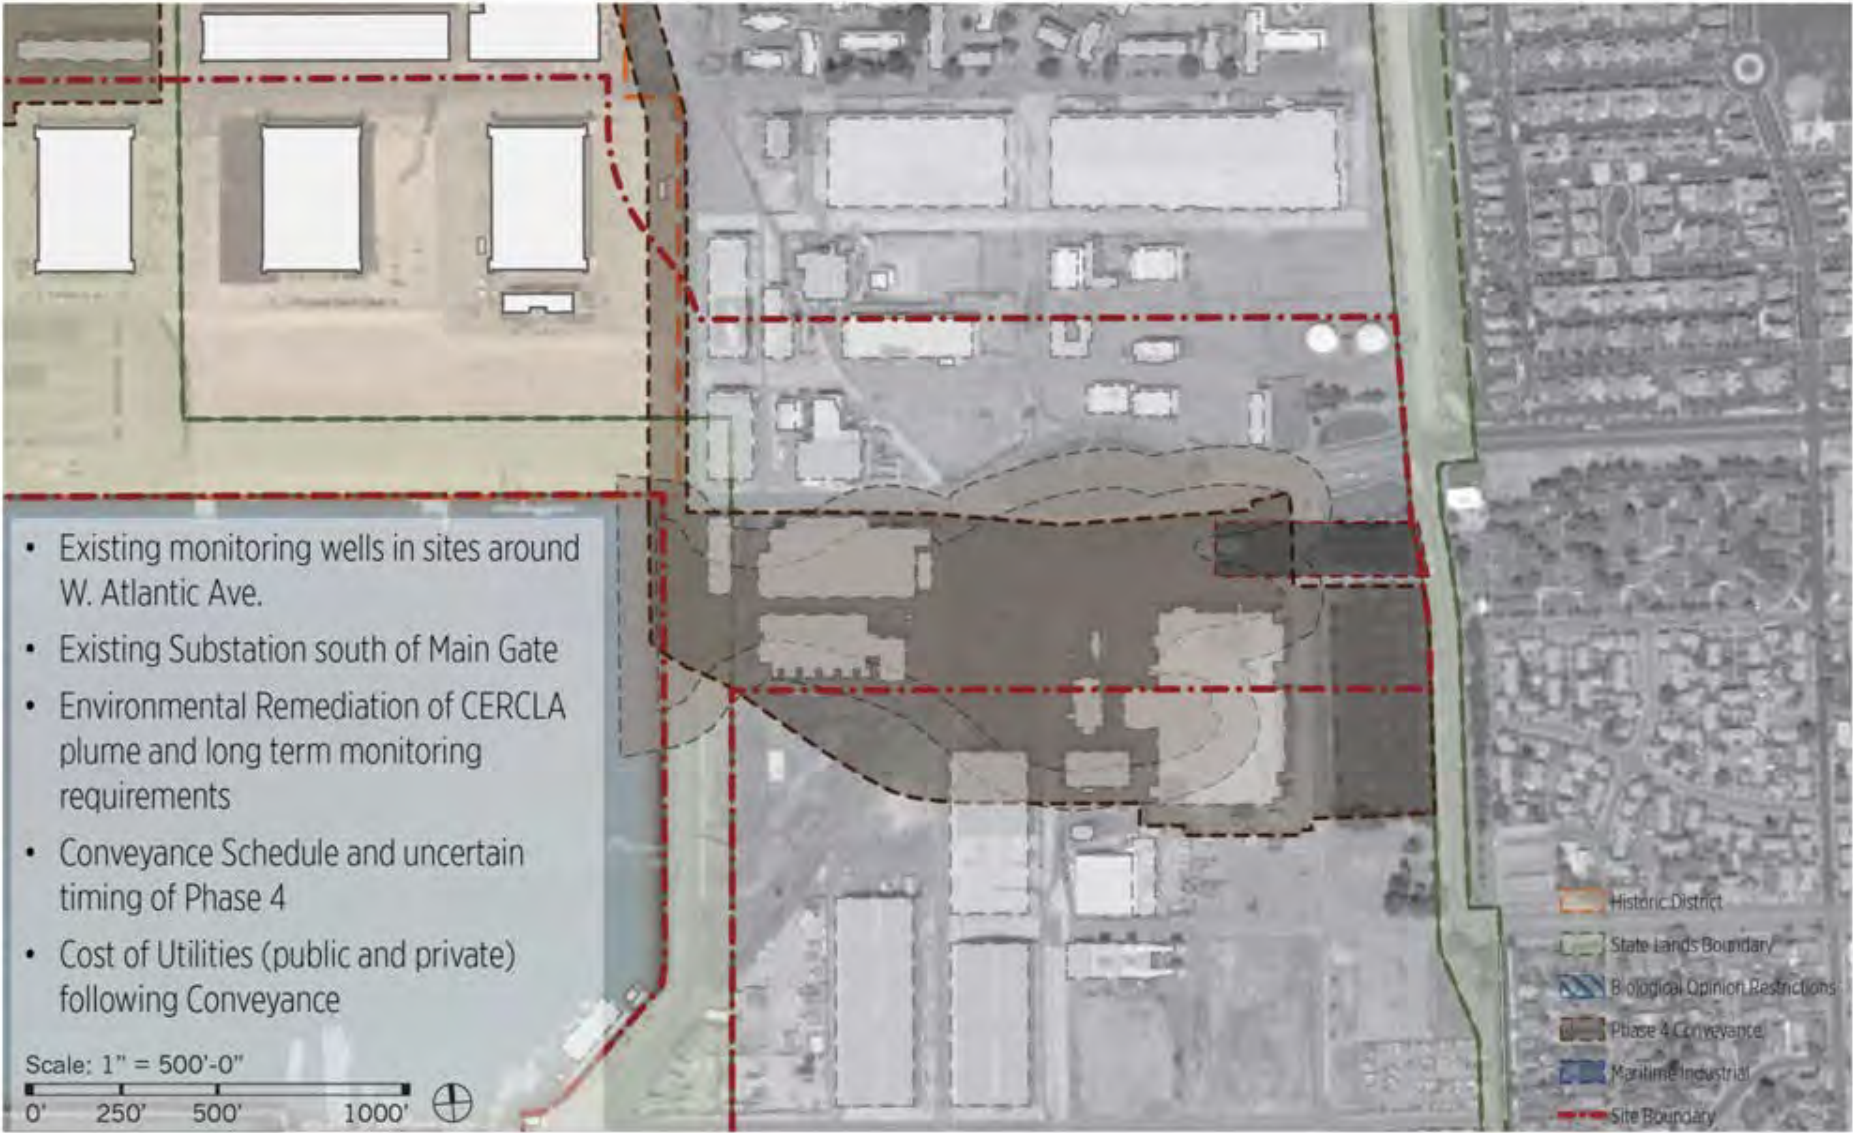 • Existing monitoring wells in sites around
W. Atlantic Ave.
• Existing Substation south of Main Gate
• Environmental Remediation of CERCLA
plume and long term monitoring
requirements
• Conveyance Schedule and uncertain
timing of Phase 4
• Cost of Utilities (public and private)
following Conveyance
Scale: 1” = 500’-0”
0’ 250’ 500’ 1000’
Historic District
State Lands Boundary
Biological Opinion Restrictions
Phase 4 Conveyance
Maritime Industrial
Site Boundary